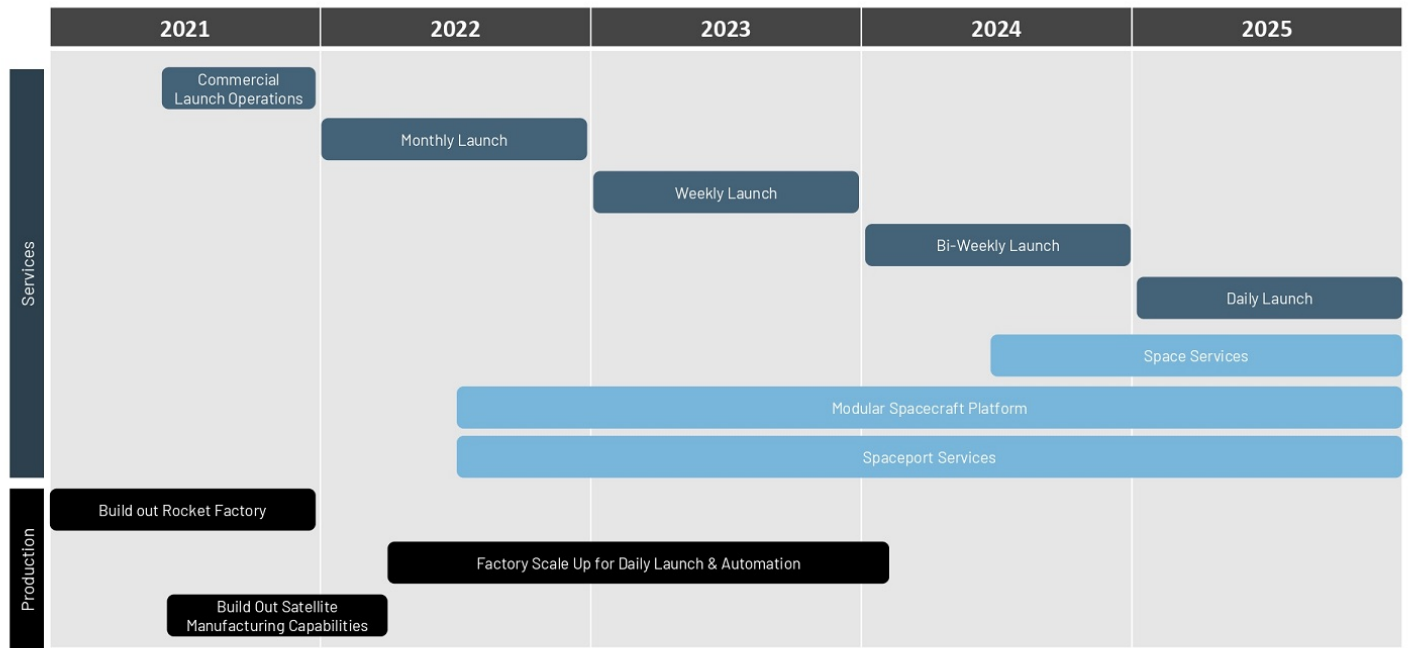 2021
2022
2023
2024
2025
Services
Commercial
Launch Operations
Monthly Launch
Weekly Launch
Bi-Weekly Launch
Daily Launch
Space Services
Modular Spacecraft Platform
Spaceport Services
Production
Build out Rocket Factory
Factory Scale Up for Daily Launch & Automation
Build Out Satellite
Manufacturing Capabilities